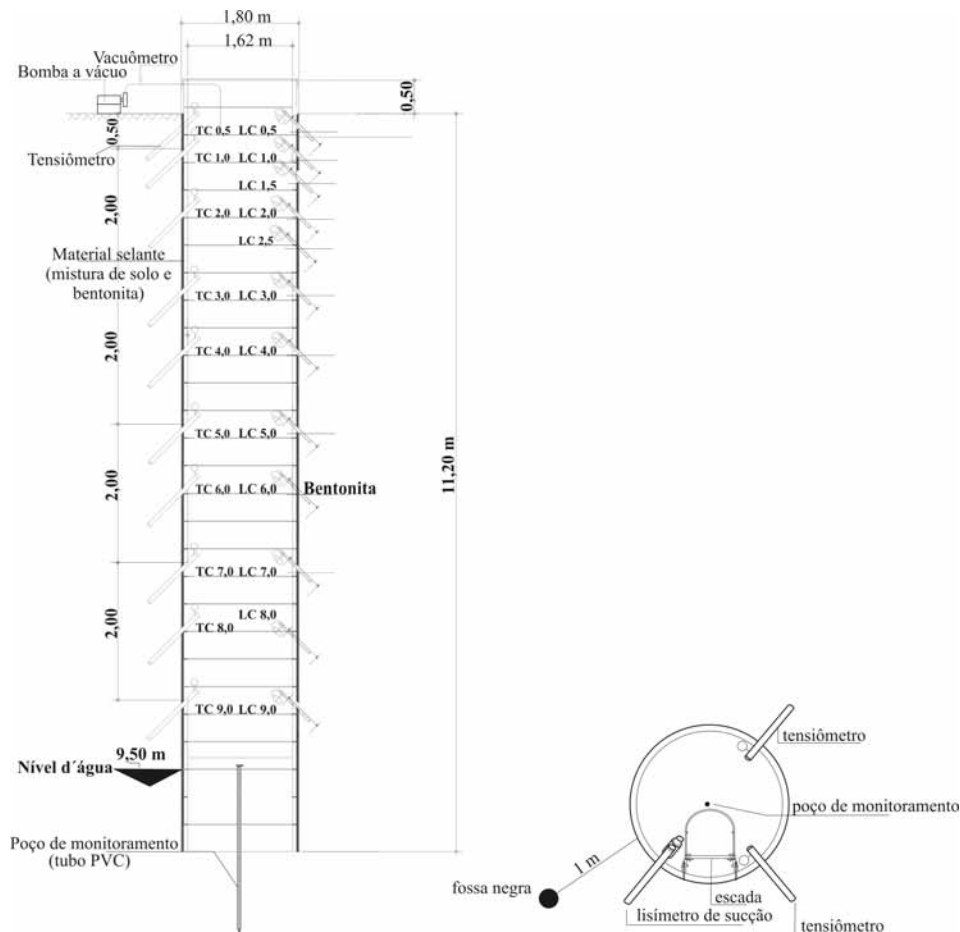 1,80 m
1,62 m
Vacuômetro
Bomba a vácuo
0,50
0,50
TC 0,5 LC 0,5
Tensiômetro
TC 1,0 LC 1,0
LC 1,5
2,00
TC 2,0 LC 2,0
LC 2,5
Material selante
(mistura de solo e
bentonita)
TC 3,0 LC 3,0
2,00
TC 4,0 LC 4,0
TC 5,0 LC 5,0
11,20 m
2,00
TC 6,0 LC 6,0
Bentonita
TC 7,0 LC 7,0
2,00
LC 8,0
TC 8,0
TC 9,0 LC 9,0
9,50 m
Nível d´água
Poço de monitoramento
(tubo PVC)
tensiômetro
poço de monitoramento
1 m
fossa negra
escada
lisímetro de sucção
tensiômetro